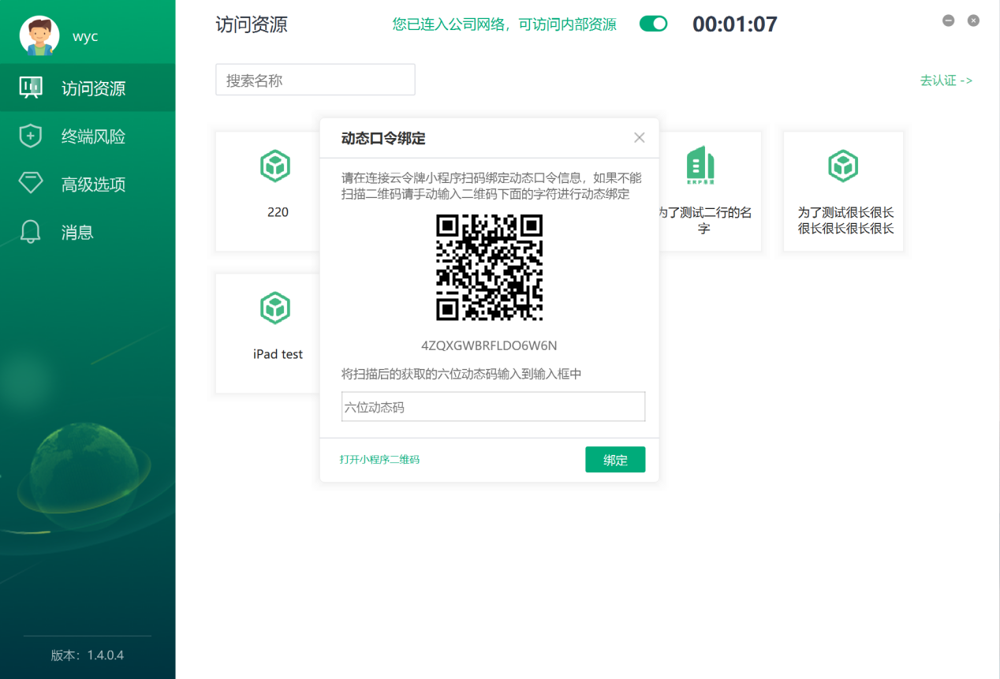 wyc
访问资源
终端风险
高级选项
消息
版本：1.4.0.4
访问资源
您已连入公司网络，可访问内部资源
00:01:07
搜索名称
去认证 ->
220
为了测试二行的名
字
为了测试很长很长
很长很长很长很长
iPad test
动态口令绑定
请在连接云令牌小程序扫码绑定动态口令信息，如果不能
扫描二维码请手动输入二维码下面的字符进行动态绑定
4ZQXGWBRFLDO6W6N
将扫描后的获取的六位动态码输入到输入框中
六位动态码
打开小程序二维码
绑定